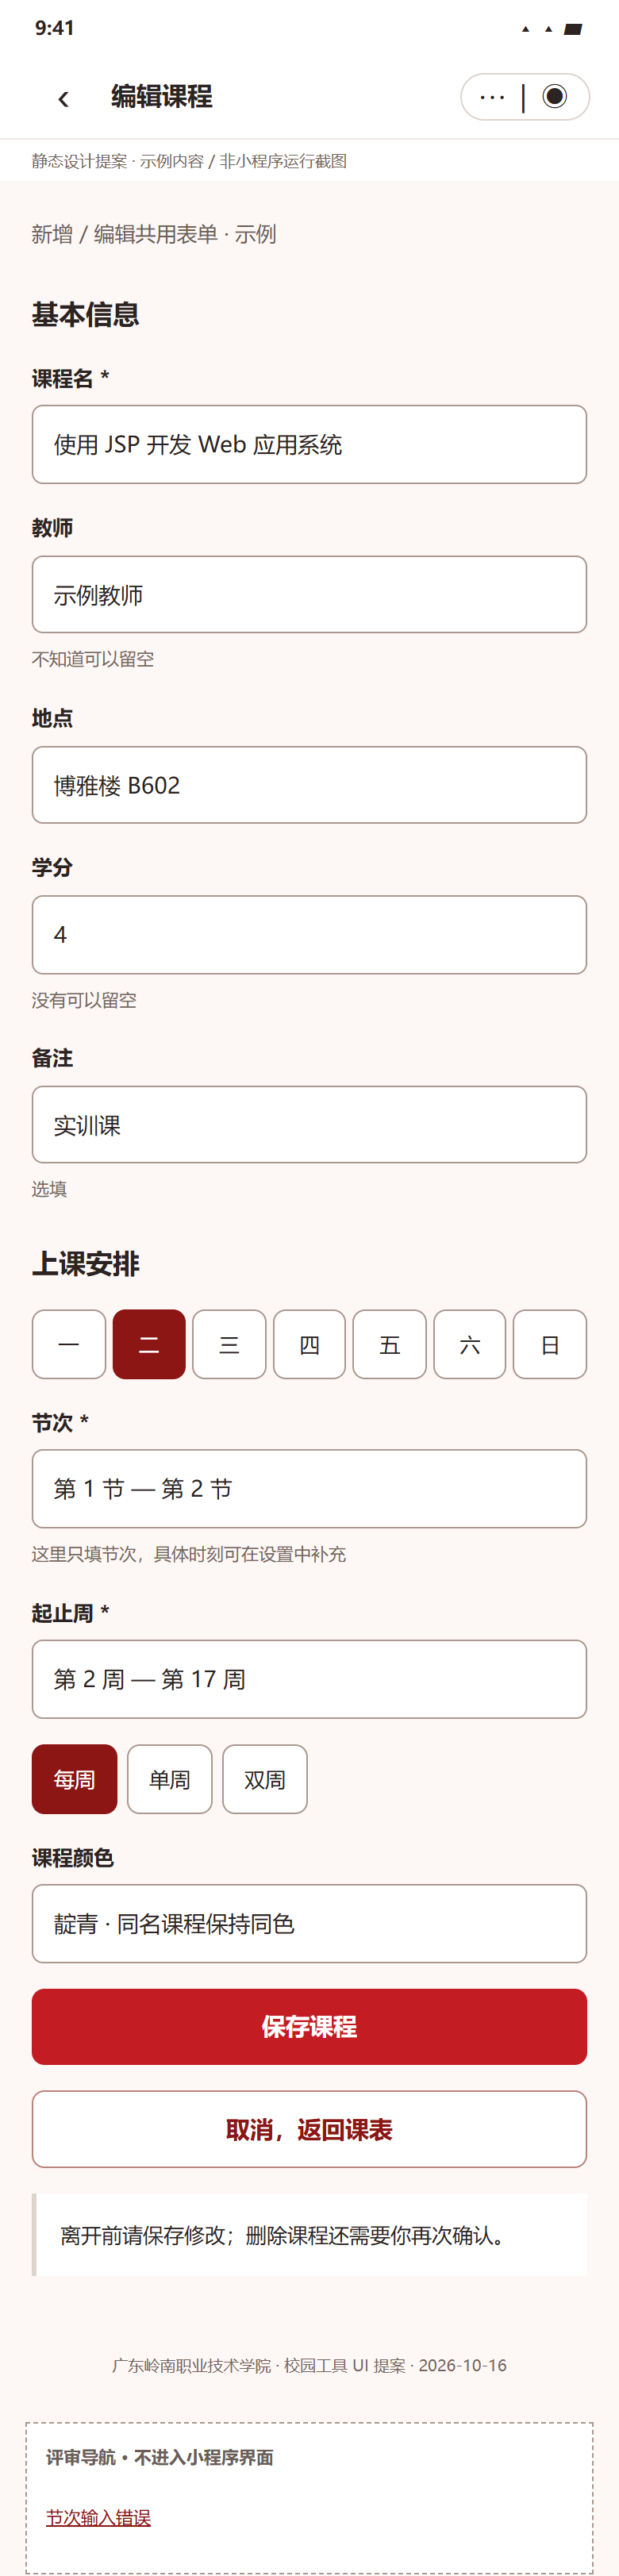 9:41
‹ 编辑课程 ··· | ◉
静态设计提案 · 示例内容 / 非小程序运行截图
新增 / 编辑共用表单 · 示例
基本信息
课程名 *
使用 JSP 开发 Web 应用系统
教师
示例教师
不知道可以留空
地点
博雅楼 B602
学分
4
没有可以留空
备注
实训课
选填
上课安排
一 二 三 四 五 六 日
节次 *
第 1 节 — 第 2 节
这里只填节次，具体时刻可在设置中补充
起止周 *
第 2 周 — 第 17 周
每周 单周 双周
课程颜色
靛青 · 同名课程保持同色
保存课程
取消，返回课表
离开前请保存修改；删除课程还需要你再次确认。
广东岭南职业技术学院 · 校园工具 UI 提案 · 2026-10-16
评审导航 • 不进入小程序界面
节次输入错误